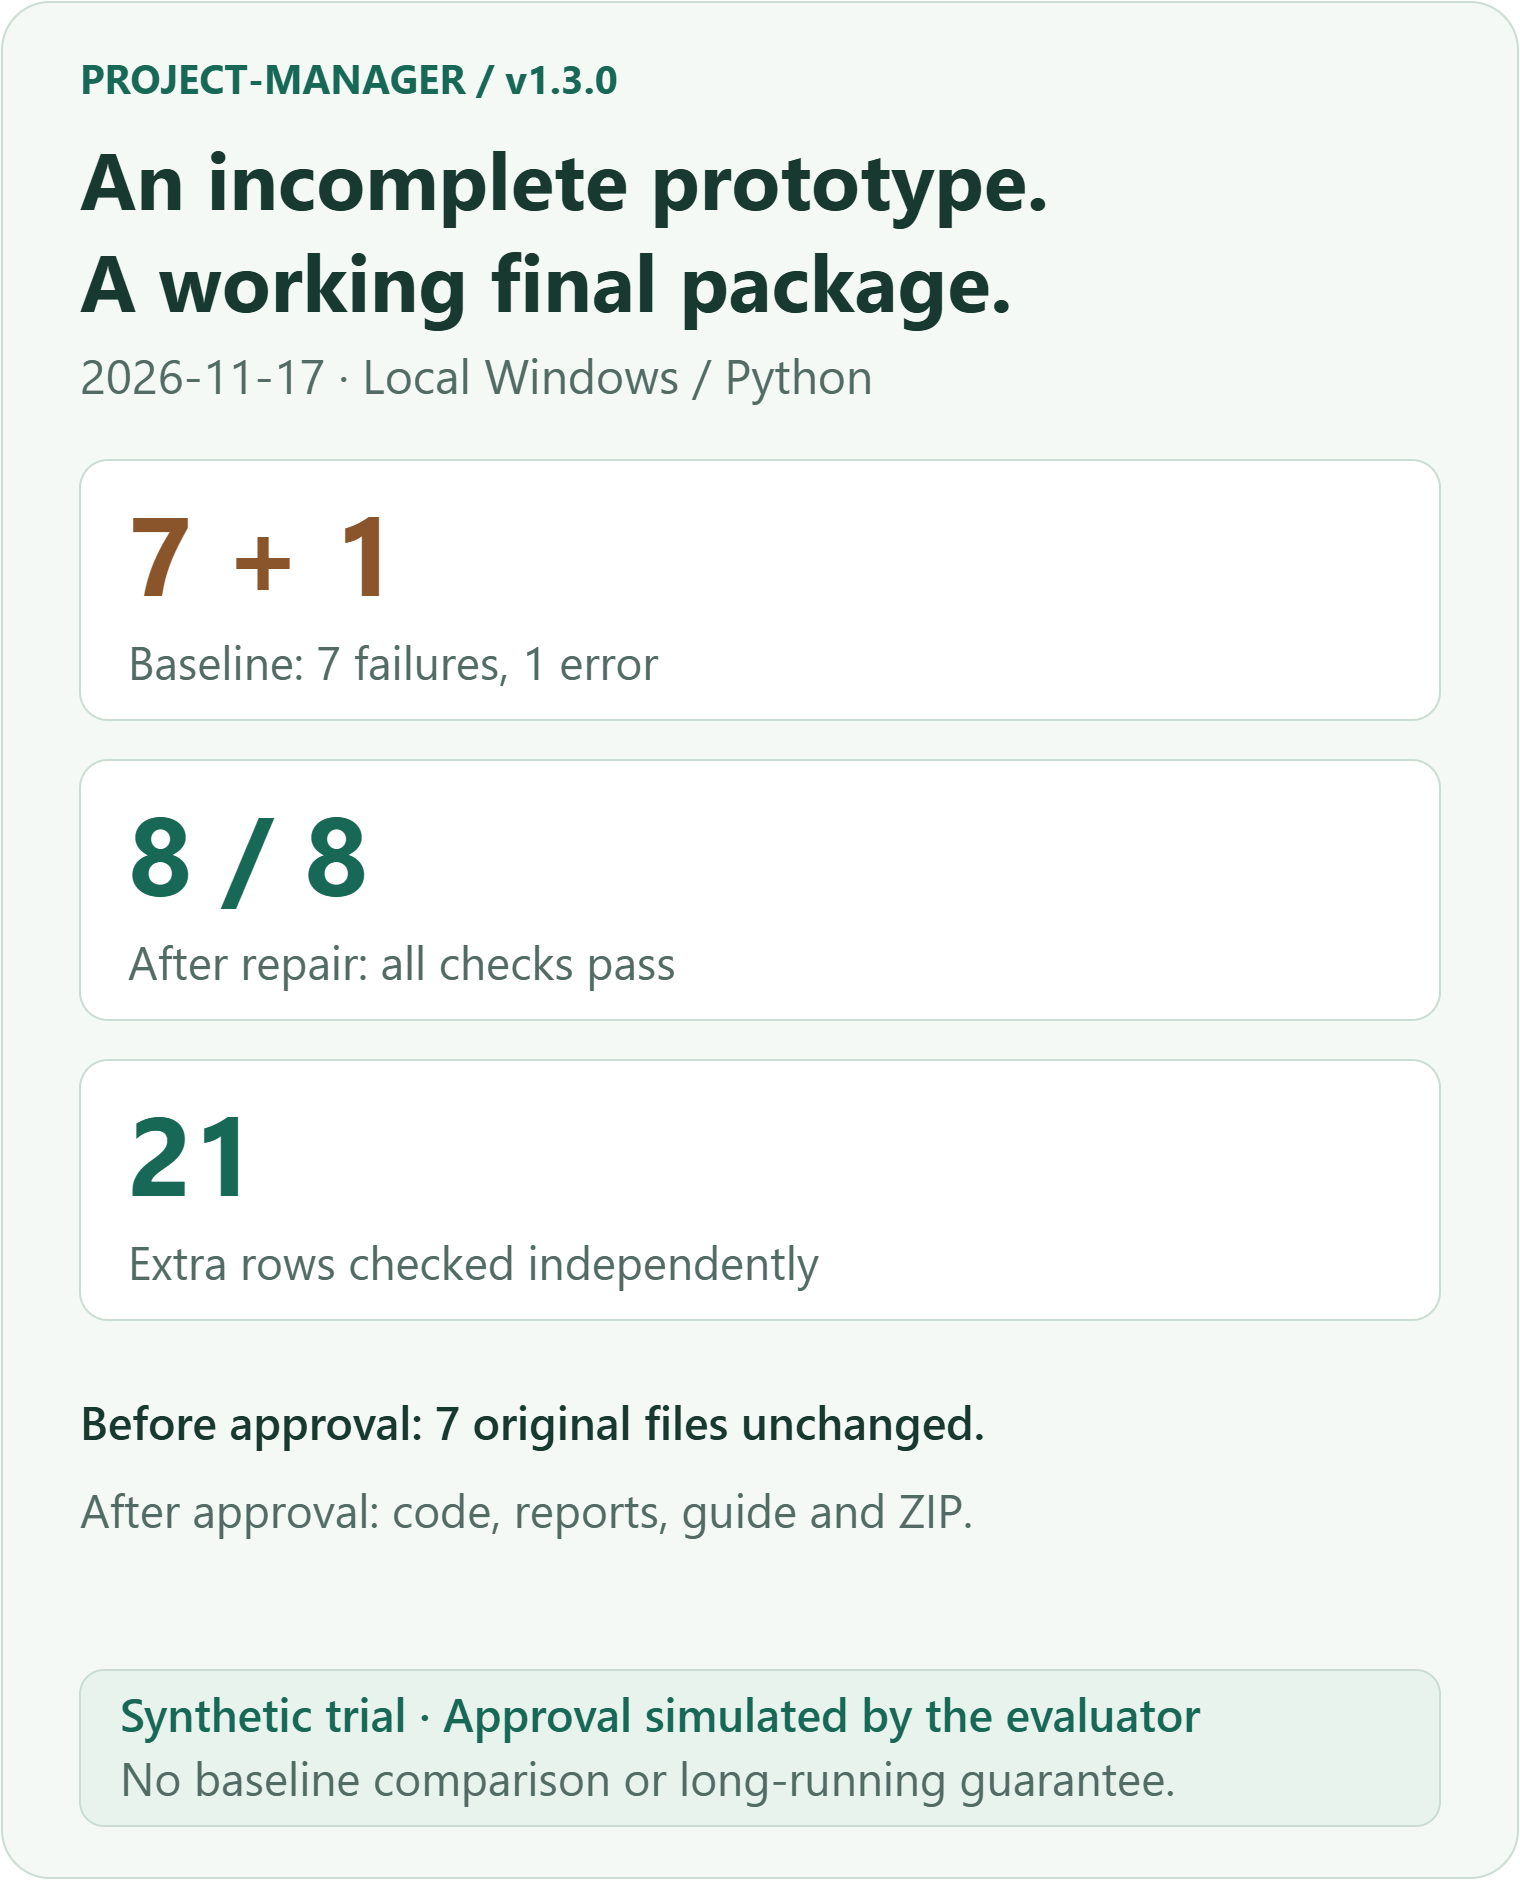 PROJECT-MANAGER / v1.3.0
An incomplete prototype.
A working final package.
2026-11-17 · Local Windows / Python
7 + 1
Baseline: 7 failures, 1 error
8 / 8
After repair: all checks pass
21
Extra rows checked independently
Before approval: 7 original files unchanged.
After approval: code, reports, guide and ZIP.
Synthetic trial · Approval simulated by the evaluator
No baseline comparison or long-running guarantee.